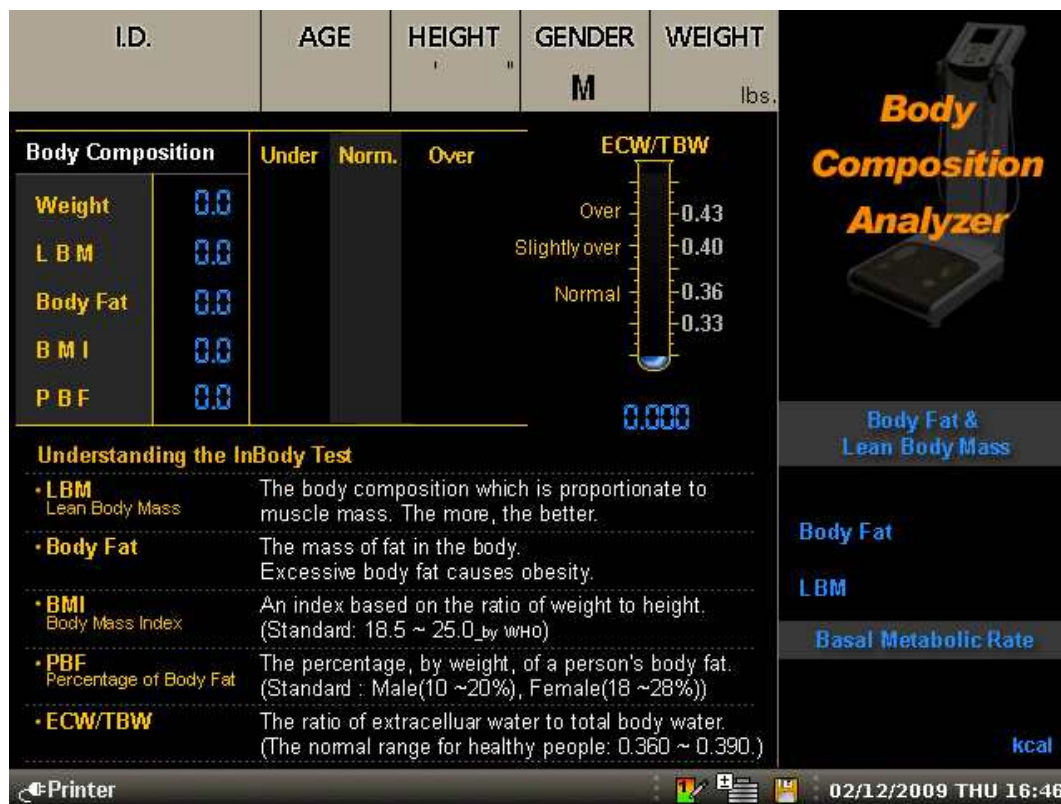 I.D. AGE HEIGHT GENDER WEIGHT
' "
M
lbs.
Body
Composition
Analyzer
Body Composition Under Norm. Over
Weight 0.0
LBM 0.0
Body Fat 0.0
BMI 0.0
PBF 0.0
ECW/TBW
Over 0.43
Slightly over 0.40
Normal 0.36
0.33
0.000
Understanding the InBody Test
• LBM
Lean Body Mass
The body composition which is proportionate to
muscle mass. The more, the better.
• Body Fat
The mass of fat in the body.
Excessive body fat causes obesity.
• BMI
Body Mass Index
An index based on the ratio of weight to height.
(Standard: 18.5 ~ 25.0_by WHO)
• PBF
Percentage of Body Fat
The percentage, by weight, of a person's body fat.
(Standard : Male(10 ~20%), Female(18 ~28%))
• ECW/TBW
The ratio of extracelluar water to total body water.
(The normal range for healthy people: 0.360 ~ 0.390.)
Body Fat &
Lean Body Mass
Body Fat
LBM
Basal Metabolic Rate
kcal
Printer
1
02/12/2009 THU 16:46